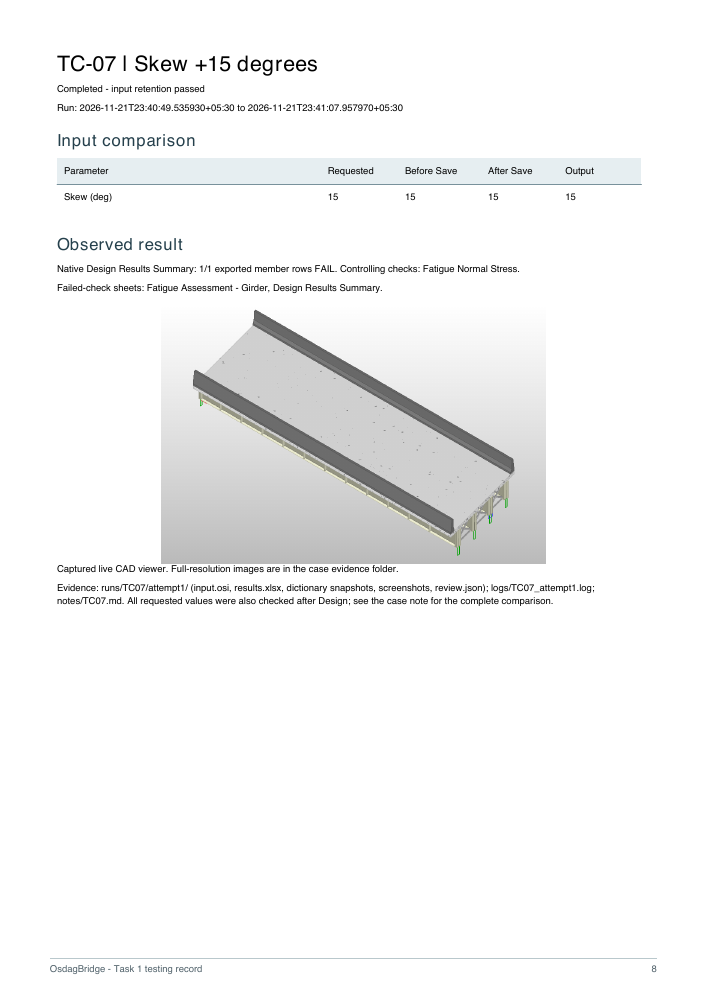 TC-07 | Skew +15 degrees
Completed - input retention passed
Run: 2026-11-21T23:40:49.535930+05:30 to 2026-11-21T23:41:07.957970+05:30
Input comparison
Parameter Requested Before Save After Save Output
Skew (deg) 15 15 15 15
Observed result
Native Design Results Summary: 1/1 exported member rows FAIL. Controlling checks: Fatigue Normal Stress.
Failed-check sheets: Fatigue Assessment - Girder, Design Results Summary.
Captured live CAD viewer. Full-resolution images are in the case evidence folder.
Evidence: runs/TC07/attempt1/ (input.osi, results.xlsx, dictionary snapshots, screenshots, review.json); logs/TC07_attempt1.log;
notes/TC07.md. All requested values were also checked after Design; see the case note for the complete comparison.
OsdagBridge - Task 1 testing record 8